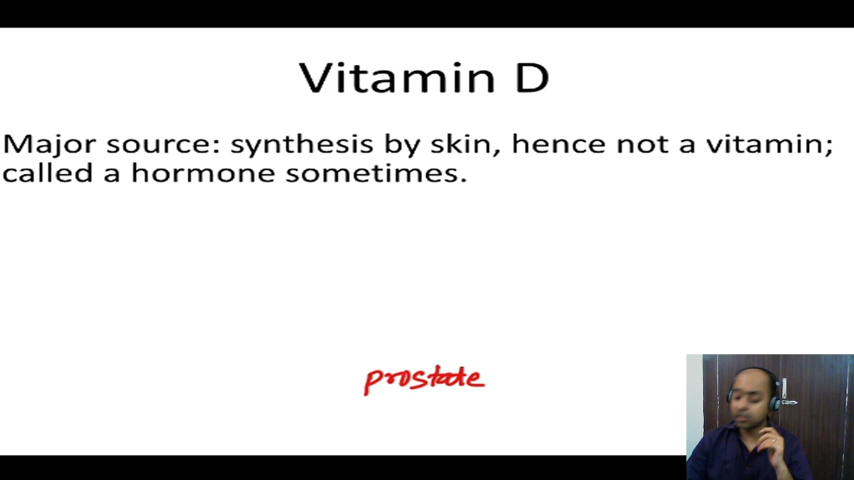 Vitamin D
Major source: synthesis by skin, hence not a vitamin;
called a hormone sometimes.
prostate